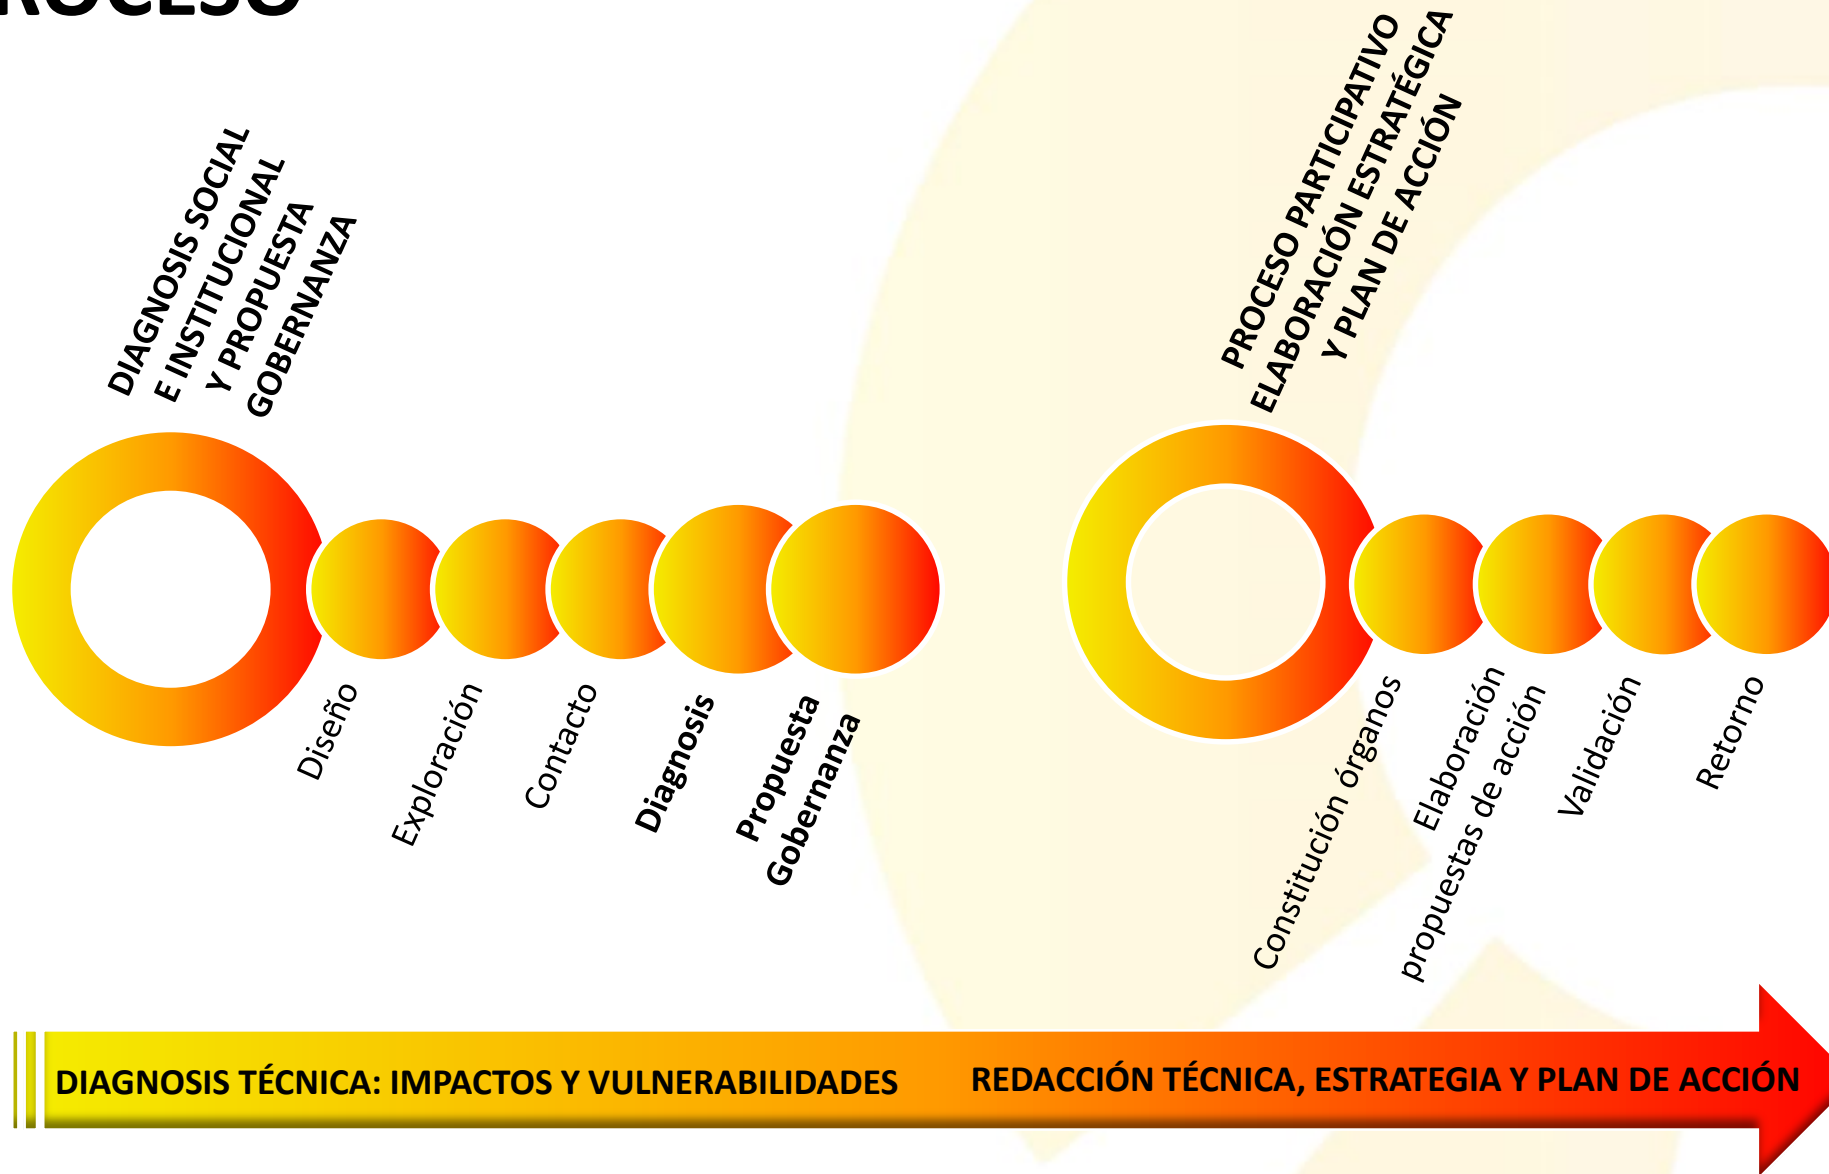 ROCESO
DIAGNOSIS SOCIAL
E INSTITUCIONAL
Y PROPUESTA
GOBERNANZA
Diseño
Exploración
Contacto
Diagnosis
Propuesta
Gobernanza
PROCESO PARTICIPATIVO
ELABORACIÓN ESTRATÉGICA
Y PLAN DE ACCIÓN
Constitución órganos
Elaboración
propuestas de acción
Validación
Retorno
DIAGNOSIS TÉCNICA: IMPACTOS Y VULNERABILIDADES
REDACCIÓN TÉCNICA, ESTRATEGIA Y PLAN DE ACCIÓN